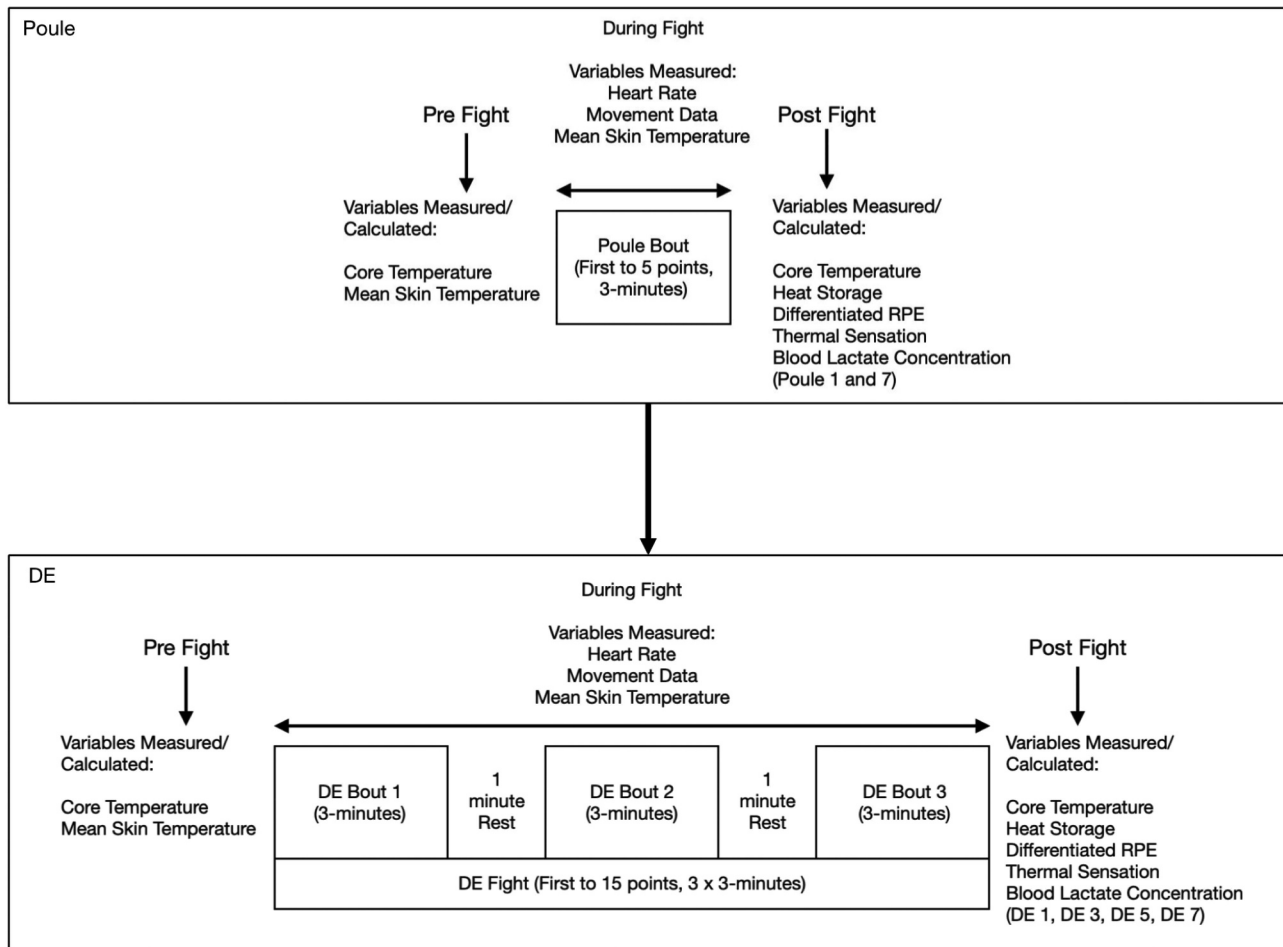 Poule
During Fight
Variables Measured:
Heart Rate
Movement Data
Mean Skin Temperature
Pre Fight
Post Fight
Variables Measured/
Calculated:
Core Temperature
Mean Skin Temperature
Poule Bout
(First to 5 points,
3-minutes)
Variables Measured/
Calculated:
Core Temperature
Heat Storage
Differentiated RPE
Thermal Sensation
Blood Lactate Concentration
(Poule 1 and 7)
DE
During Fight
Variables Measured:
Heart Rate
Movement Data
Mean Skin Temperature
Pre Fight
Post Fight
Variables Measured/
Calculated:
Core Temperature
Mean Skin Temperature
DE Bout 1
(3-minutes)
1
minute
Rest
DE Bout 2
(3-minutes)
1
minute
Rest
DE Bout 3
(3-minutes)
DE Fight (First to 15 points, 3 x 3-minutes)
Variables Measured/
Calculated:
Core Temperature
Heat Storage
Differentiated RPE
Thermal Sensation
Blood Lactate Concentration
(DE 1, DE 3, DE 5, DE 7)